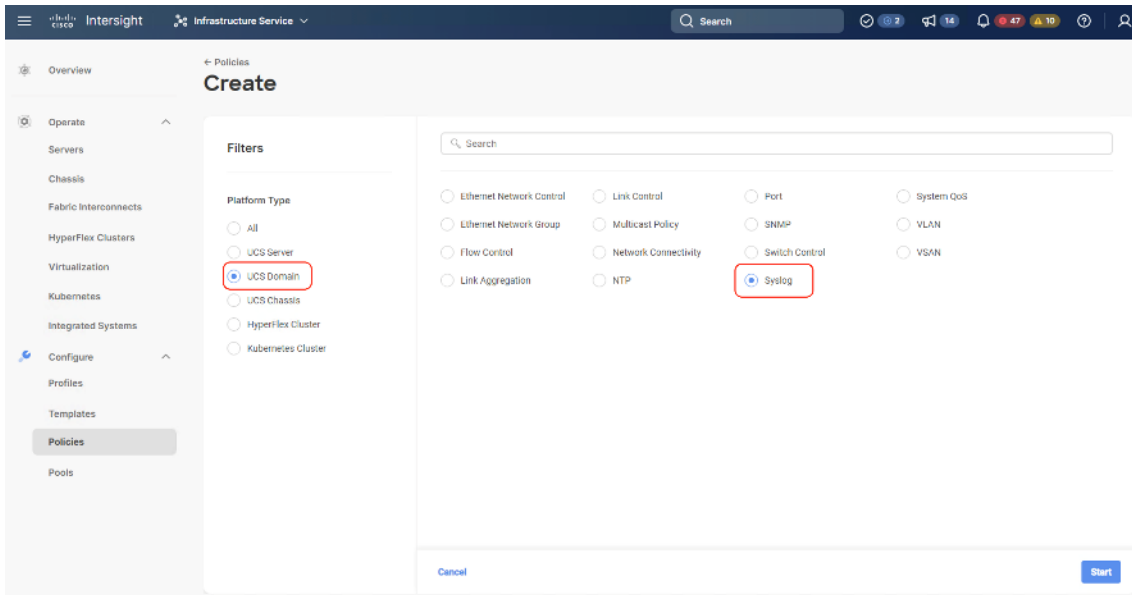 cisco Intersight
Infrastructure Service
Search
2
14
47
10
Overview
Operate
Servers
Chassis
Fabric Interconnects
HyperFlex Clusters
Virtualization
Kubernetes
Integrated Systems
Configure
Profiles
Templates
Policies
Pools
← Policies
Create
Filters
Platform Type
All
UCS Server
UCS Domain
UCS Chassis
HyperFlex Cluster
Kubernetes Cluster
Search
Ethernet Network Control
Link Control
Port
System QoS
Ethernet Network Group
Multicast Policy
SNMP
VLAN
Flow Control
Network Connectivity
Switch Control
VSAN
Link Aggregation
NTP
Syslog
Cancel
Start